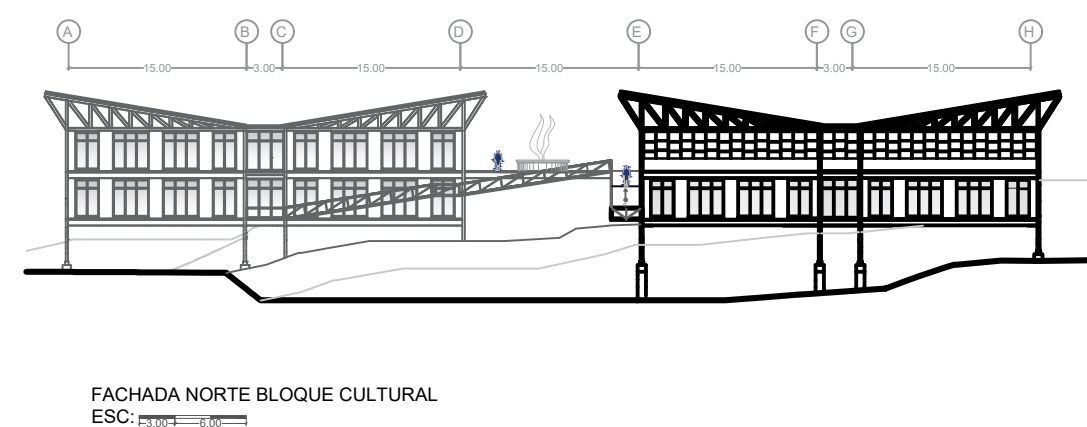 A B C D E F G H
15.00 3.00 15.00 15.00 15.00 3.00 15.00
FACHADA NORTE BLOQUE CULTURAL
ESC: 3.00 6.00